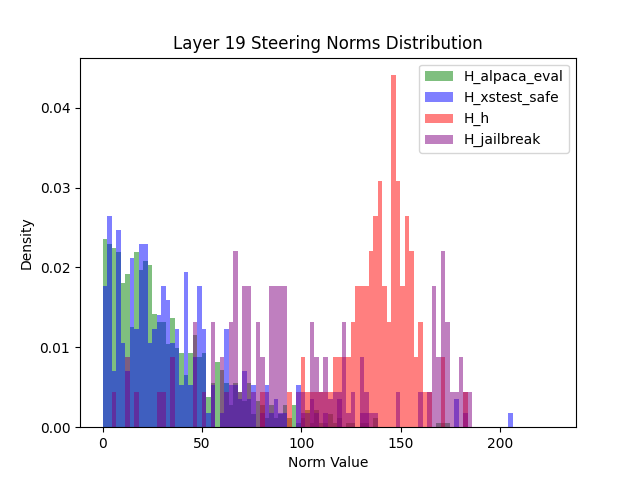 Layer 19 Steering Norms Distribution
H_alpaca_eval
H_xstest_safe
H_h
H_jailbreak
0.04
0.03
0.02
0.01
0.00
Density
0
50
100
150
200
Norm Value